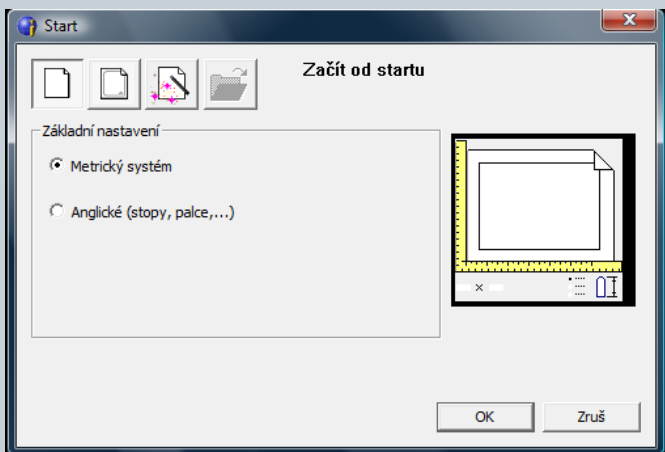 Start
Začít od startu
Základní nastavení
Metrický systém
Anglické (stopy, palce,...)
OK
Zruš